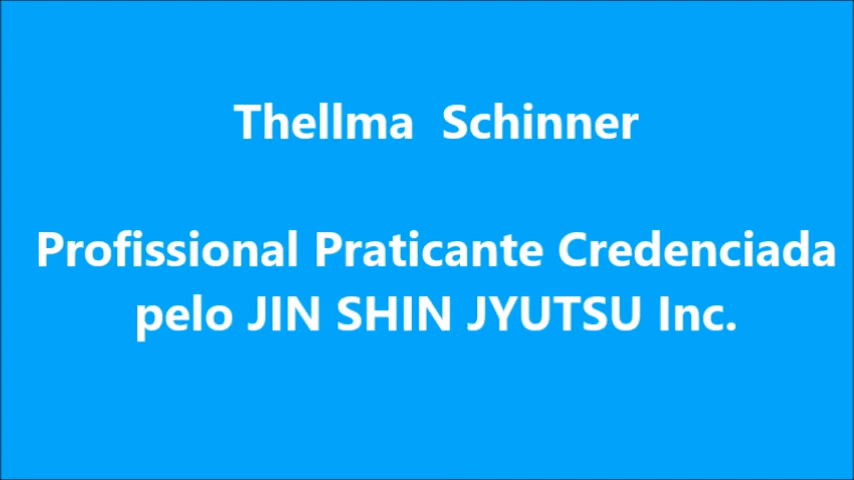 Thellma Schinner
Profissional Praticante Credenciada
pelo JIN SHIN JYUTSU Inc.